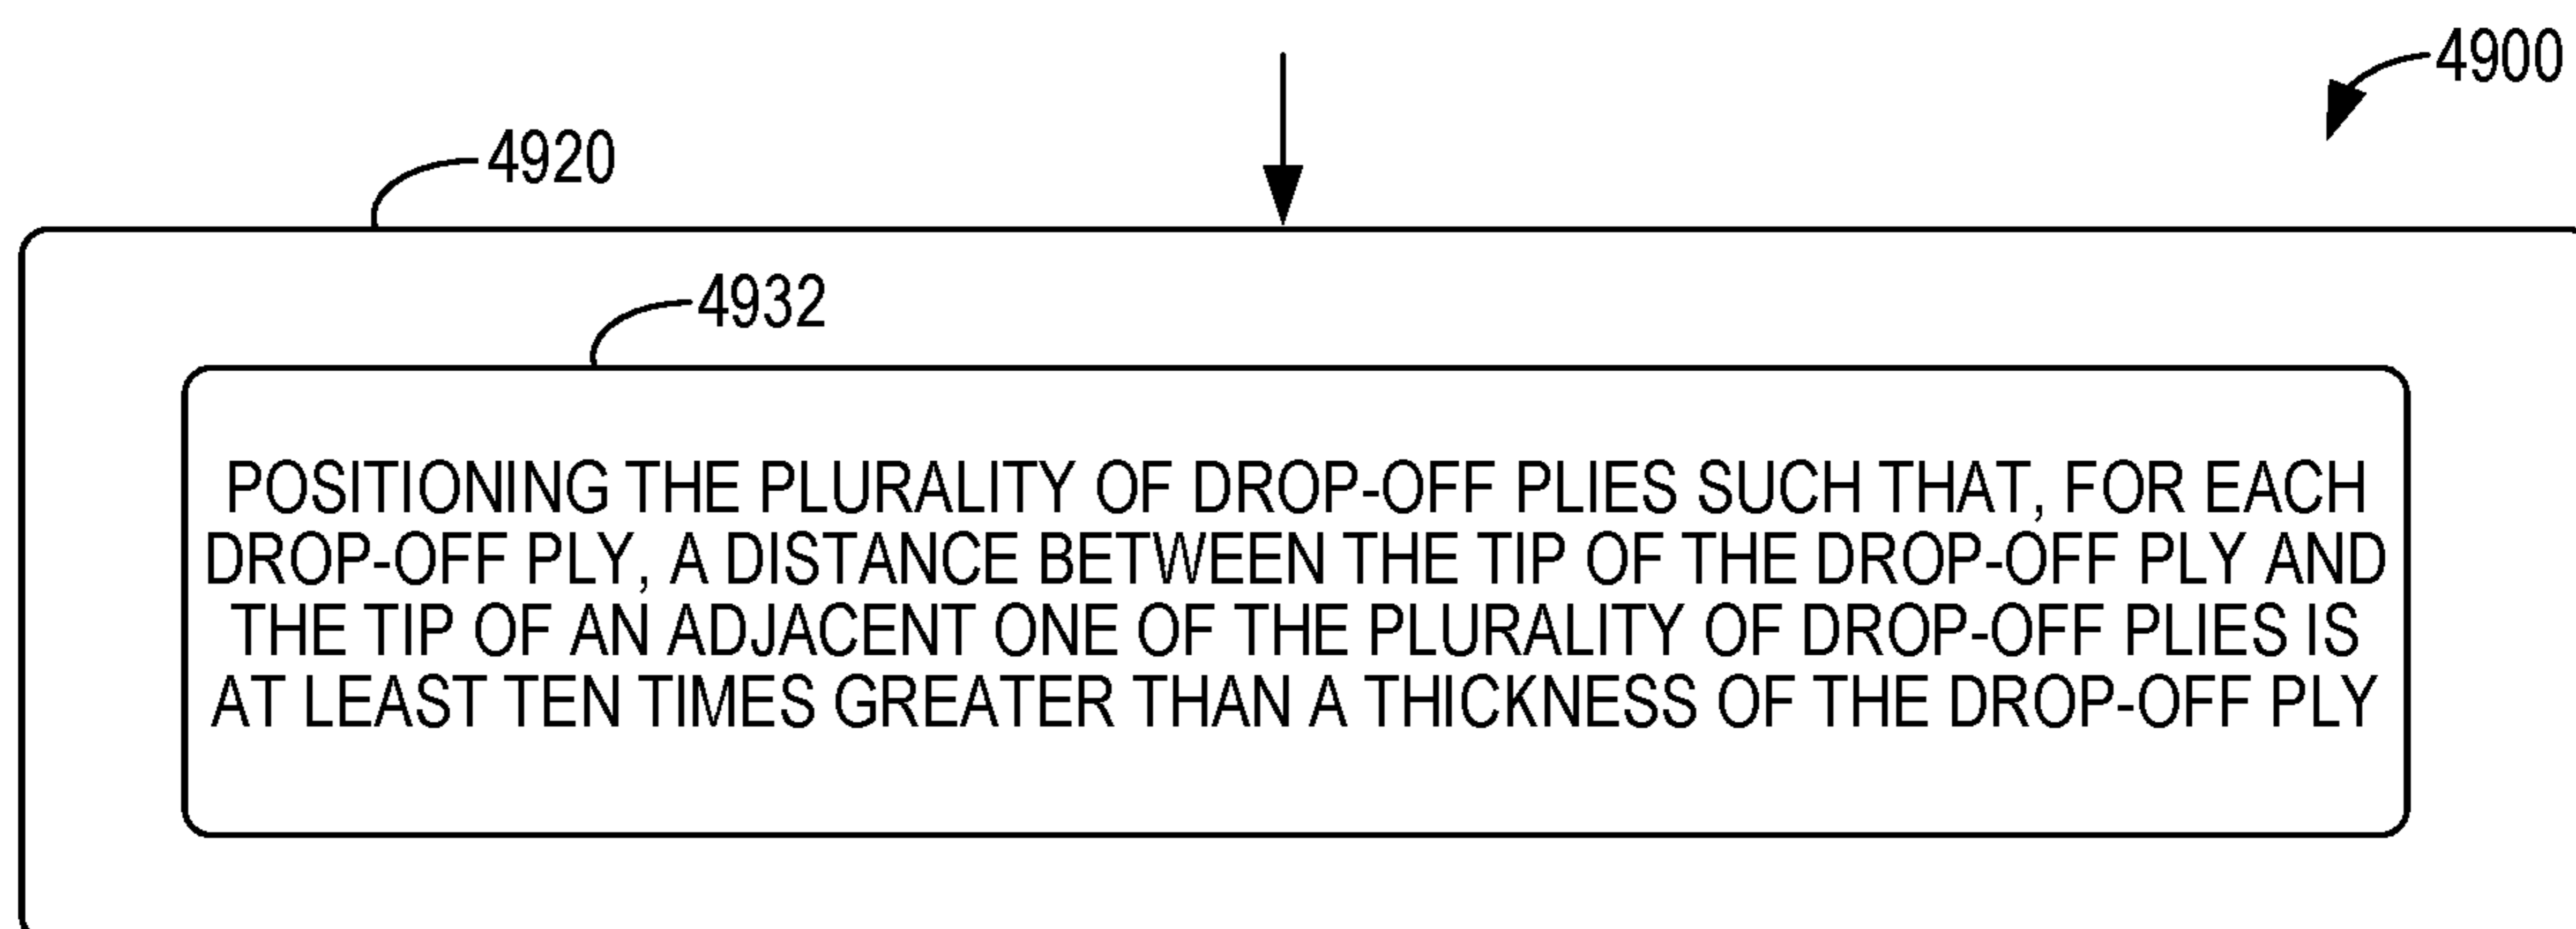 4900
4920
4932
POSITIONING THE PLURALITY OF DROP-OFF PLIES SUCH THAT, FOR EACH
DROP-OFF PLY, A DISTANCE BETWEEN THE TIP OF THE DROP-OFF PLY AND
THE TIP OF AN ADJACENT ONE OF THE PLURALITY OF DROP-OFF PLIES IS
AT LEAST TEN TIMES GREATER THAN A THICKNESS OF THE DROP-OFF PLY